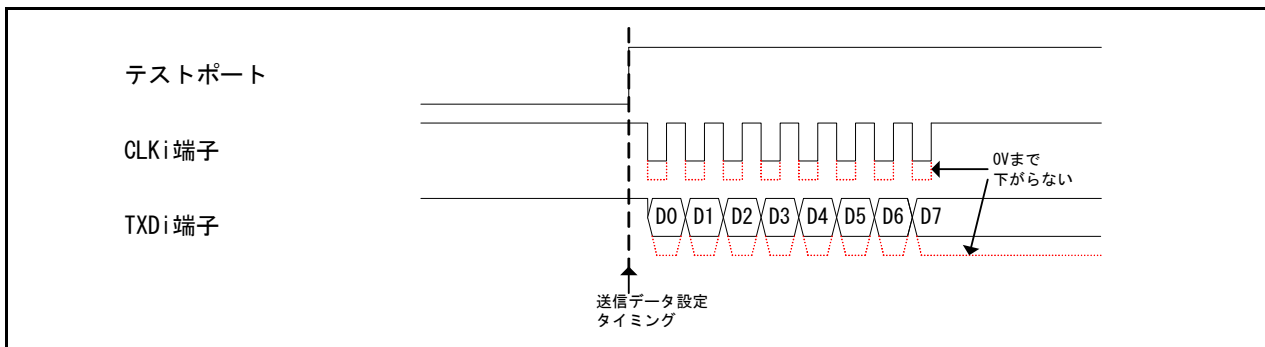 テストポート
CLKi端子
0Vまで
下がらない
TXDi端子
D0 D1 D2 D3 D4 D5 D6 D7
送信データ設定
タイミング